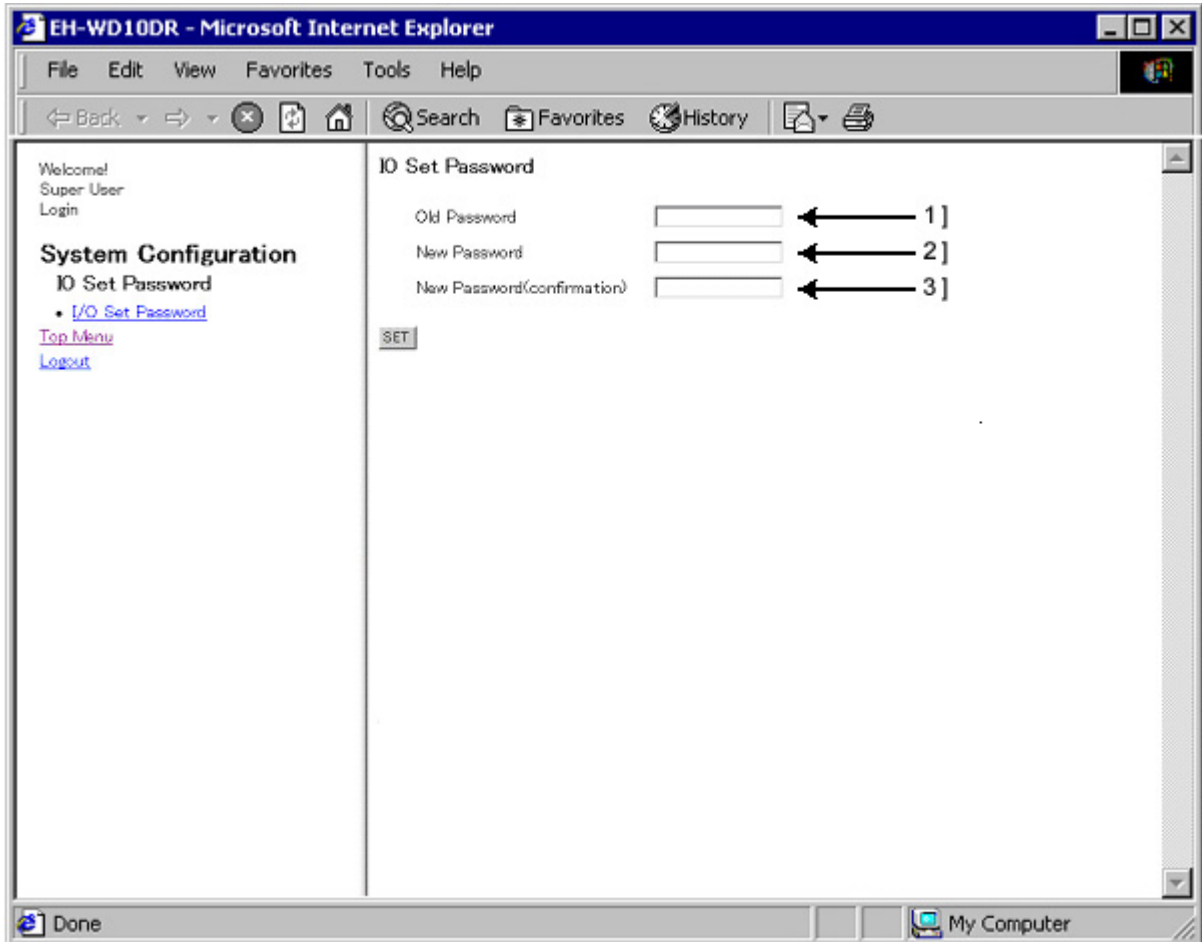 EH-WD10DR - Microsoft Internet Explorer
File Edit View Favorites Tools Help
Back Search Favorites History
Welcome!
Super User
Login
System Configuration
IO Set Password
I/O Set Password
Top Menu
Logout
IO Set Password
Old Password 1]
New Password 2]
New Password(confirmation) 3]
SET
Done My Computer